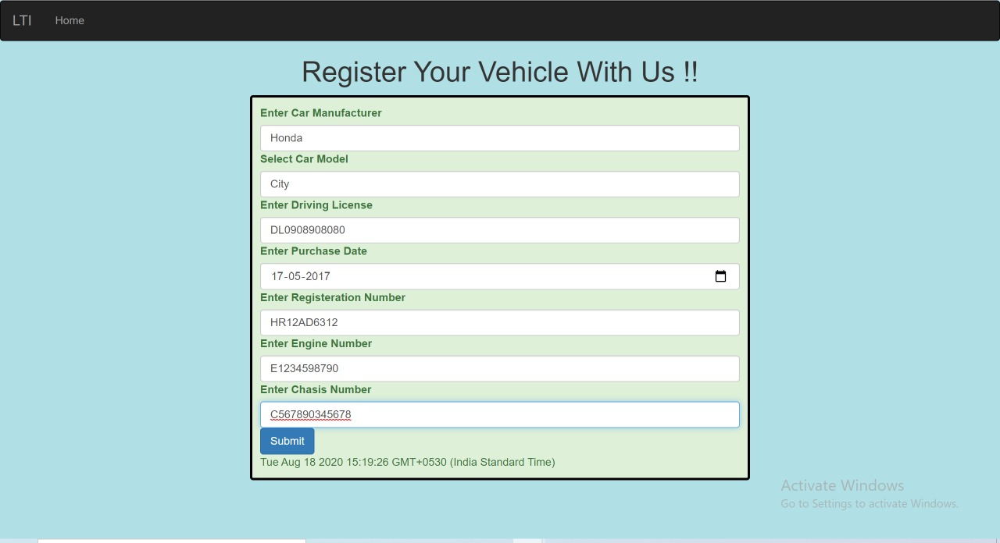 LTI Home
Register Your Vehicle With Us !!
Enter Car Manufacturer
Honda
Select Car Model
City
Enter Driving License
DL0908908080
Enter Purchase Date
17-05-2017
Enter Registeration Number
HR12AD6312
Enter Engine Number
E1234598790
Enter Chasis Number
C567890345678
Submit
Tue Aug 18 2020 15:19:26 GMT+0530 (India Standard Time)
Activate Windows
Go to Settings to activate Windows.